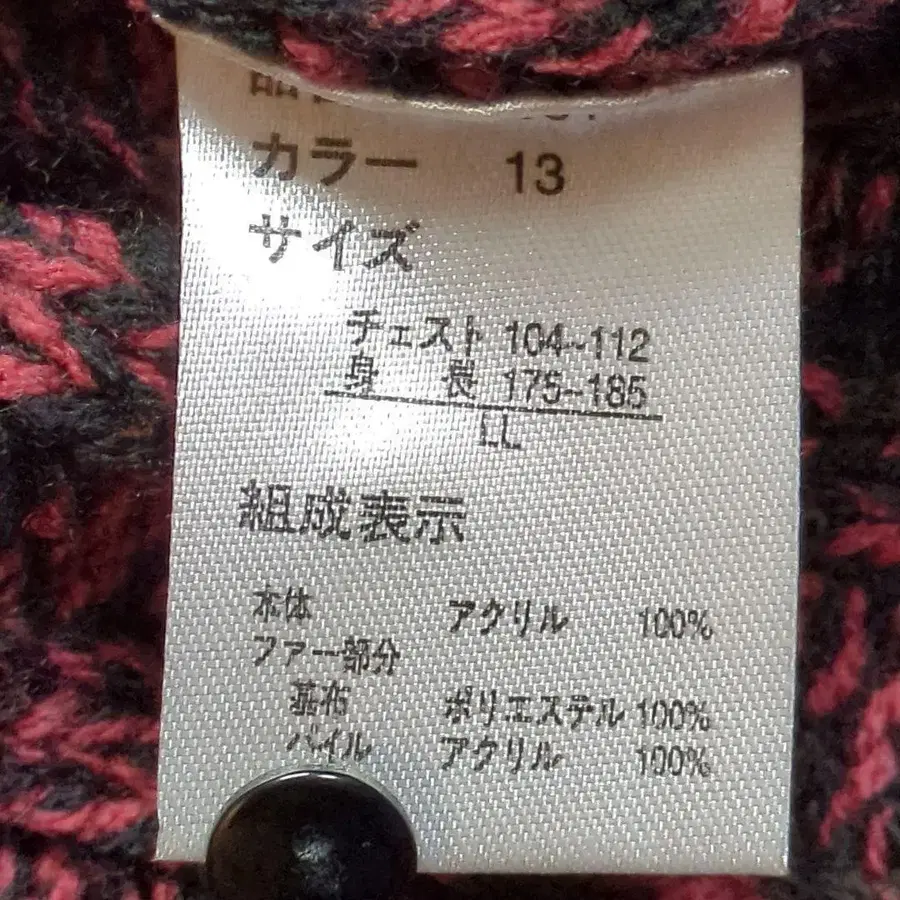 カラー 13
サイズ
チェスト 104~112
身 長 175~185
LL
組成表示
本体 アクリル 100%
ファー部分
基布 ポリエステル 100%
パイル アクリル 100%